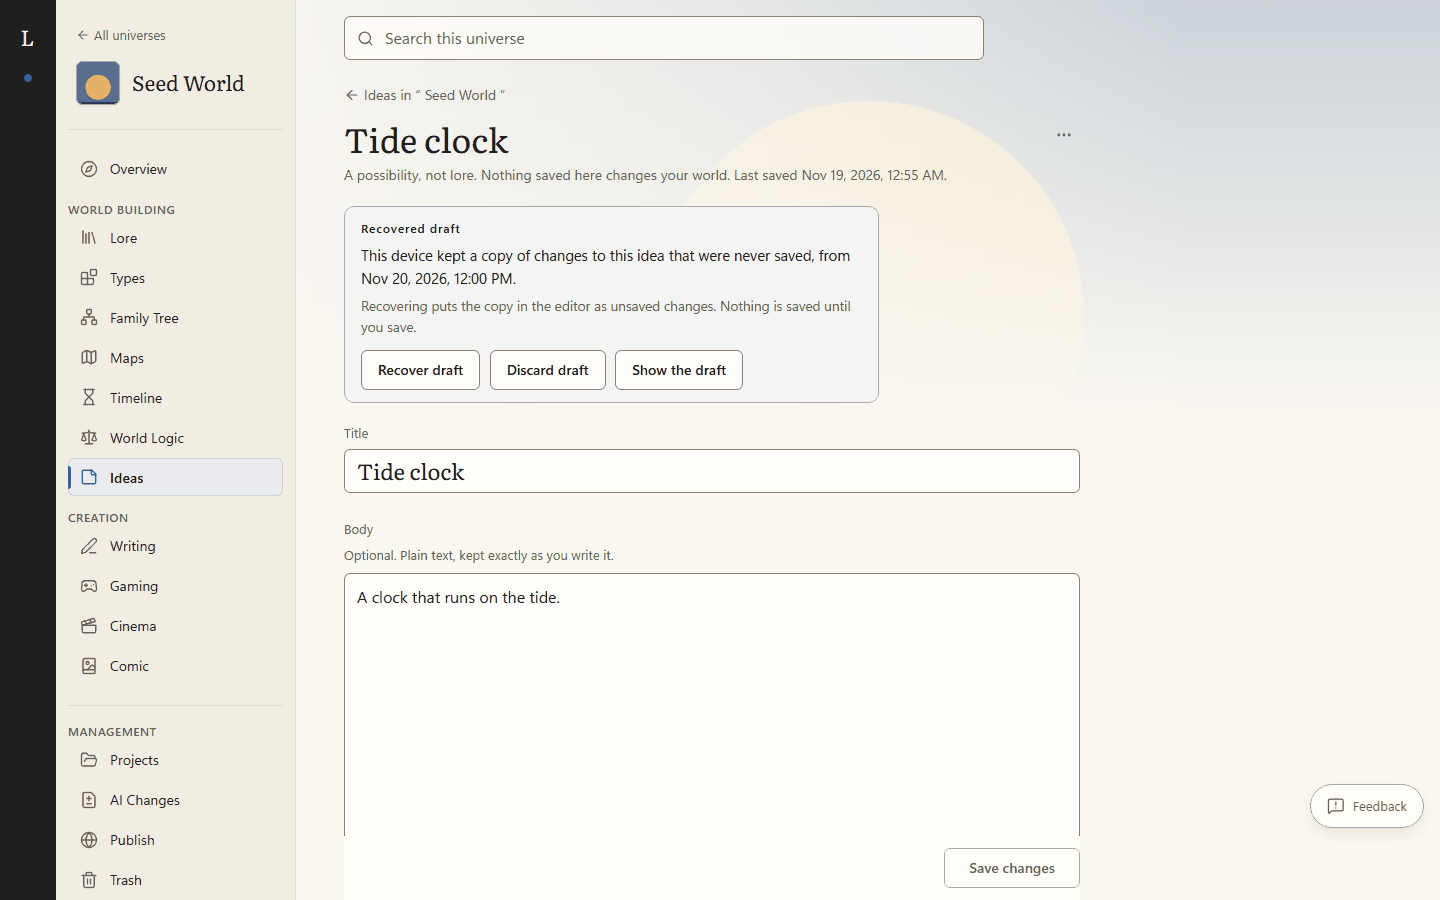 L
All universes
Seed World
Overview
WORLD BUILDING
Lore
Types
Family Tree
Maps
Timeline
World Logic
Ideas
CREATION
Writing
Gaming
Cinema
Comic
MANAGEMENT
Projects
AI Changes
Publish
Trash
Search this universe
Ideas in “ Seed World ”
Tide clock
A possibility, not lore. Nothing saved here changes your world. Last saved Nov 19, 2026, 12:55 AM.
Recovered draft
This device kept a copy of changes to this idea that were never saved, from
Nov 20, 2026, 12:00 PM.
Recovering puts the copy in the editor as unsaved changes. Nothing is saved until
you save.
Recover draft
Discard draft
Show the draft
Title
Tide clock
Body
Optional. Plain text, kept exactly as you write it.
A clock that runs on the tide.
Save changes
Feedback